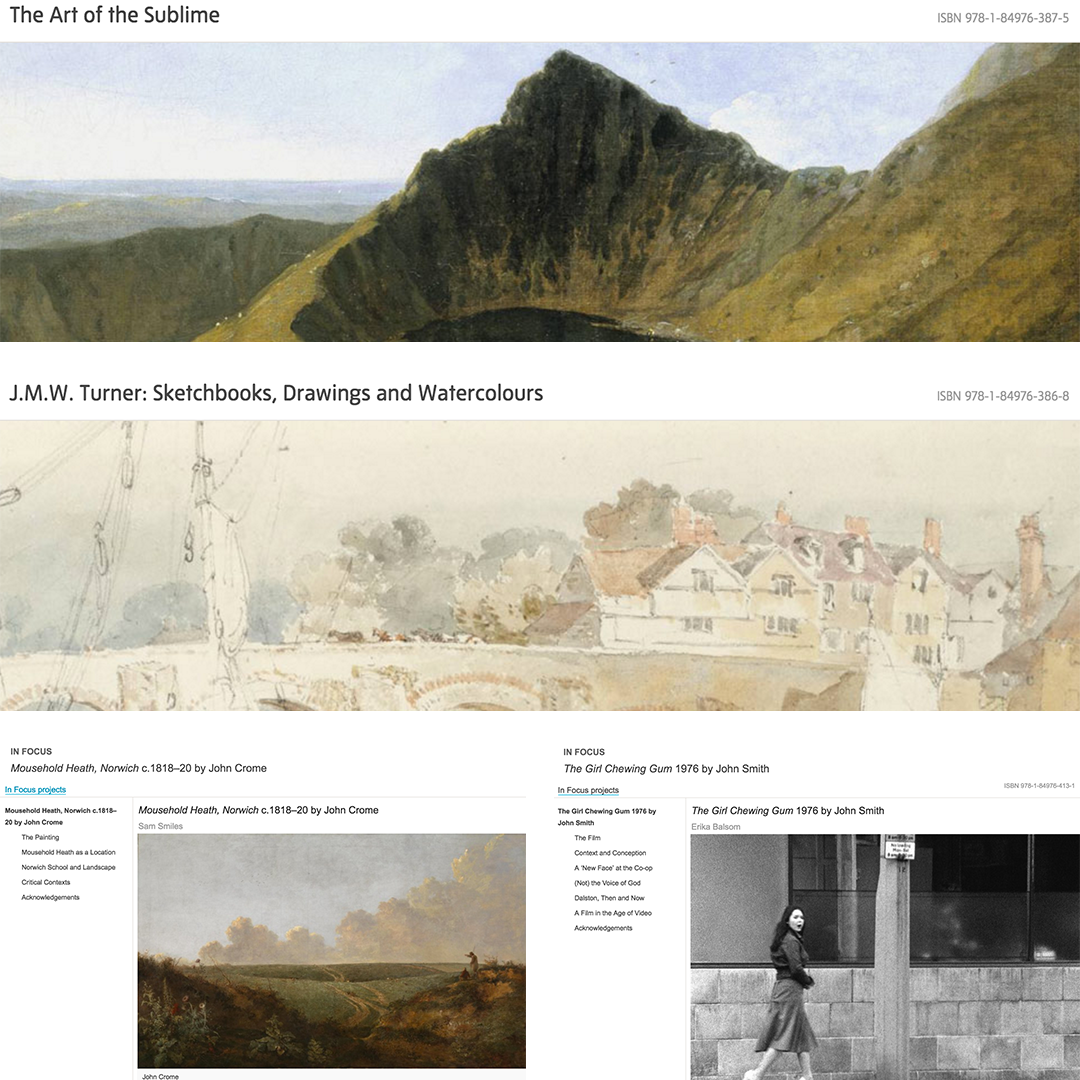 The Art of the Sublime
ISBN 978-1-84976-387-5
J.M.W. Turner: Sketchbooks, Drawings and Watercolours
ISBN 978-1-84976-386-8
IN FOCUS
Mousehold Heath, Norwich c.1818–20 by John Crome
In Focus projects
Mousehold Heath, Norwich c.1818–
20 by John Crome
The Painting
Mousehold Heath as a Location
Norwich School and Landscape
Critical Contexts
Acknowledgements
Mousehold Heath, Norwich c.1818–20 by John Crome
Sam Smiles
John Crome
IN FOCUS
The Girl Chewing Gum 1976 by John Smith
ISBN 978-1-84976-413-1
In Focus projects
The Girl Chewing Gum 1976 by
John Smith
The Film
Context and Conception
A 'New Face' at the Co-op
(Not) the Voice of God
Dalston, Then and Now
A Film in the Age of Video
Acknowledgements
The Girl Chewing Gum 1976 by John Smith
Erika Balsom